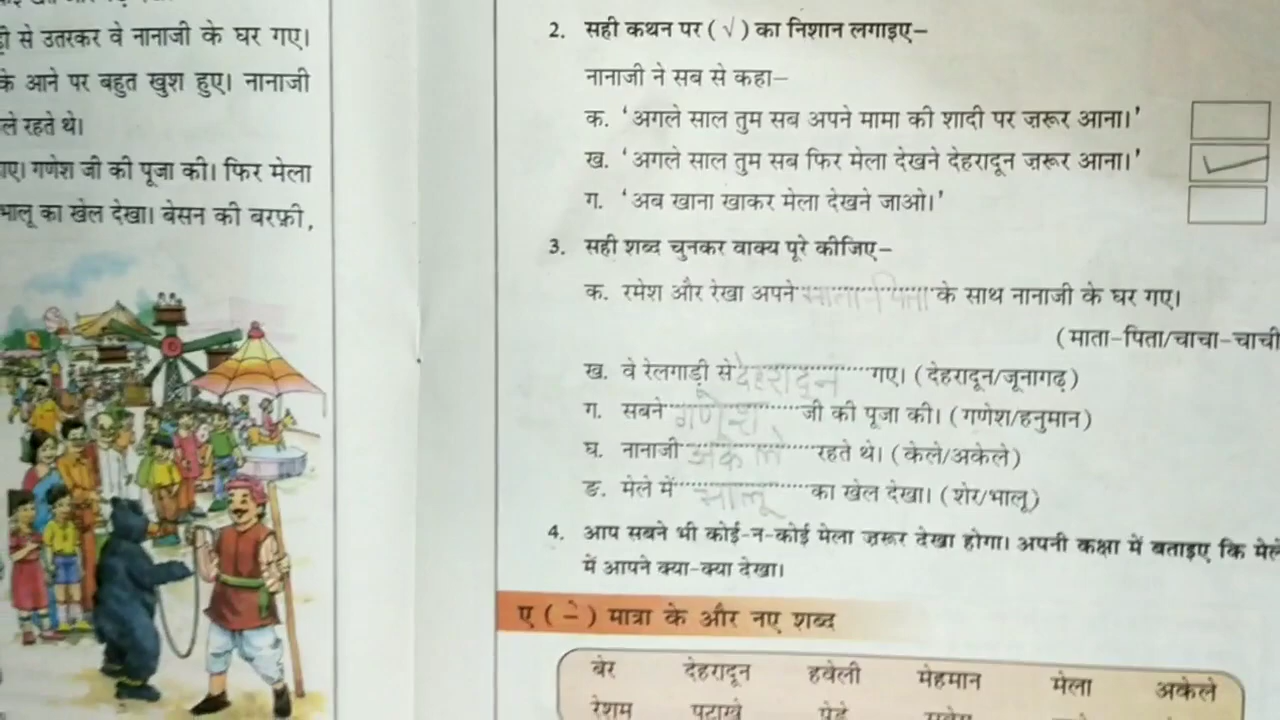 से उतरकर वे नानाजी के घर गए।
के आने पर बहुत खुश हुए। नानाजी
ले रहते थे।
गए। गणेश जी की पूजा की। फिर मेला
भालू का खेल देखा। बेसन की बरफ़ी,
2. सही कथन पर (√) का निशान लगाइए–
नानाजी ने सब से कहा–
क. ‘अगले साल तुम सब अपने मामा की शादी पर ज़रूर आना।’
ख. ‘अगले साल तुम सब फिर मेला देखने देहरादून ज़रूर आना।’ ✓
ग. ‘अब खाना खाकर मेला देखने जाओ।’
3. सही शब्द चुनकर वाक्य पूरे कीजिए–
क. रमेश और रेखा अपने माता-पिता के साथ नानाजी के घर गए।
(माता-पिता/चाचा-चाची
ख. वे रेलगाड़ी से देहरादून गए। (देहरादून/जूनागढ़)
ग. सबने गणेश जी की पूजा की। (गणेश/हनुमान)
घ. नानाजी अकेले रहते थे। (केले/अकेले)
ङ. मेले में भालू का खेल देखा। (शेर/भालू)
4. आप सबने भी कोई-न-कोई मेला ज़रूर देखा होगा। अपनी कक्षा में बताइए कि मेले
में आपने क्या-क्या देखा।
ए ( े ) मात्रा के और नए शब्द
बेर देहरादून हवेली मेहमान मेला अकेले
रेशम पटाखे पेड़े